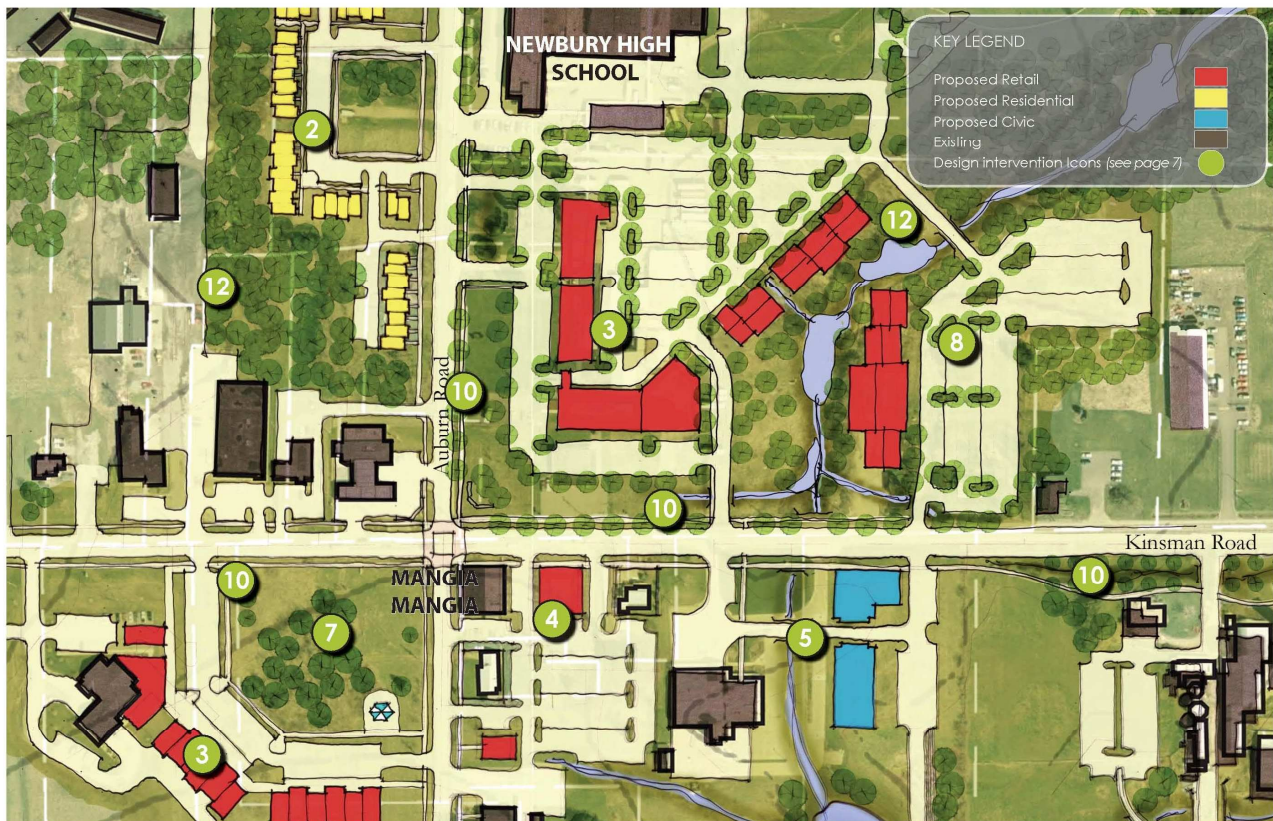 NEWBURY HIGH
SCHOOL
KEY LEGEND
Proposed Retail
Proposed Residential
Proposed Civic
Existing
Design Intervention Icons (see page 7)
2
12
12
3
8
10
Auburn Road
10
Kinsman Road
10
MANGIA
MANGIA
10
4
7
5
3